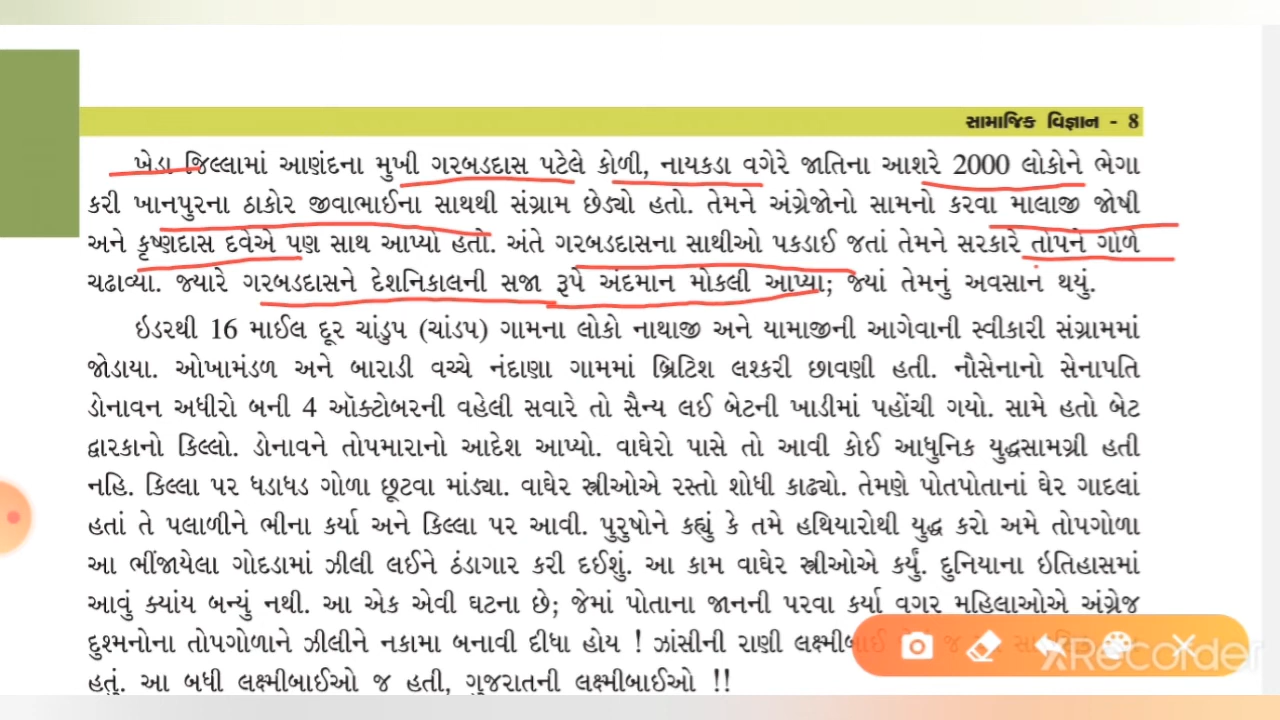 સામાજિક વિજ્ઞાન - 8
ખેડા જિલ્લામાં આણંદના મુખી ગરબડદાસ પટેલે કોળી, નાયકડા વગેરે જાતિના આશરે 2000 લોકોને ભેગા
કરી ખાનપુરના ઠાકોર જીવાભાઈના સાથથી સંગ્રામ છેડ્યો હતો. તેમને અંગ્રેજોનો સામનો કરવા માલાજી જોષી
અને કૃષ્ણદાસ દવેએ પણ સાથ આપ્યો હતો. અંતે ગરબડદાસના સાથીઓ પકડાઈ જતાં તેમને સરકારે તોપને ગોળે
ચઢાવ્યા. જ્યારે ગરબડદાસને દેશનિકાલની સજા રૂપે અંદમાન મોકલી આપ્યા; જ્યાં તેમનું અવસાન થયું.
ઇડરથી 16 માઈલ દૂર ચાંડુપ (ચાંડપ) ગામના લોકો નાથાજી અને યામાજીની આગેવાની સ્વીકારી સંગ્રામમાં
જોડાયા. ઓખામંડળ અને બારાડી વચ્ચે નંદાણા ગામમાં બ્રિટિશ લશ્કરી છાવણી હતી. નૌસેનાનો સેનાપતિ
ડોનાવન અધીરો બની 4 ઑક્ટોબરની વહેલી સવારે તો સૈન્ય લઈ બેટની ખાડીમાં પહોંચી ગયો. સામે હતો બેટ
દ્વારકાનો કિલ્લો. ડોનાવને તોપમારાનો આદેશ આપ્યો. વાઘેરો પાસે તો આવી કોઈ આધુનિક યુદ્ધસામગ્રી હતી
નહિ. કિલ્લા પર ધડાધડ ગોળા છૂટવા માંડ્યા. વાઘેર સ્ત્રીઓએ રસ્તો શોધી કાઢ્યો. તેમણે પોતપોતાનાં ઘેર ગાદલાં
હતાં તે પલાળીને ભીના કર્યા અને કિલ્લા પર આવી. પુરુષોને કહ્યું કે તમે હથિયારોથી યુદ્ધ કરો અમે તોપગોળા
આ ભીંજાયેલા ગોદડામાં ઝીલી લઈને ઠંડાગાર કરી દઈશું. આ કામ વાઘેર સ્ત્રીઓએ કર્યું. દુનિયાના ઇતિહાસમાં
આવું ક્યાંય બન્યું નથી. આ એક એવી ઘટના છે; જેમાં પોતાના જાનની પરવા કર્યા વગર મહિલાઓએ અંગ્રેજ
દુશ્મનોના તોપગોળાને ઝીલીને નકામા બનાવી દીધા હોય ! ઝાંસીની રાણી લક્ષ્મીબાઈ
હતું. આ બધી લક્ષ્મીબાઈઓ જ હતી, ગુજરાતની લક્ષ્મીબાઈઓ !!
XRecorder